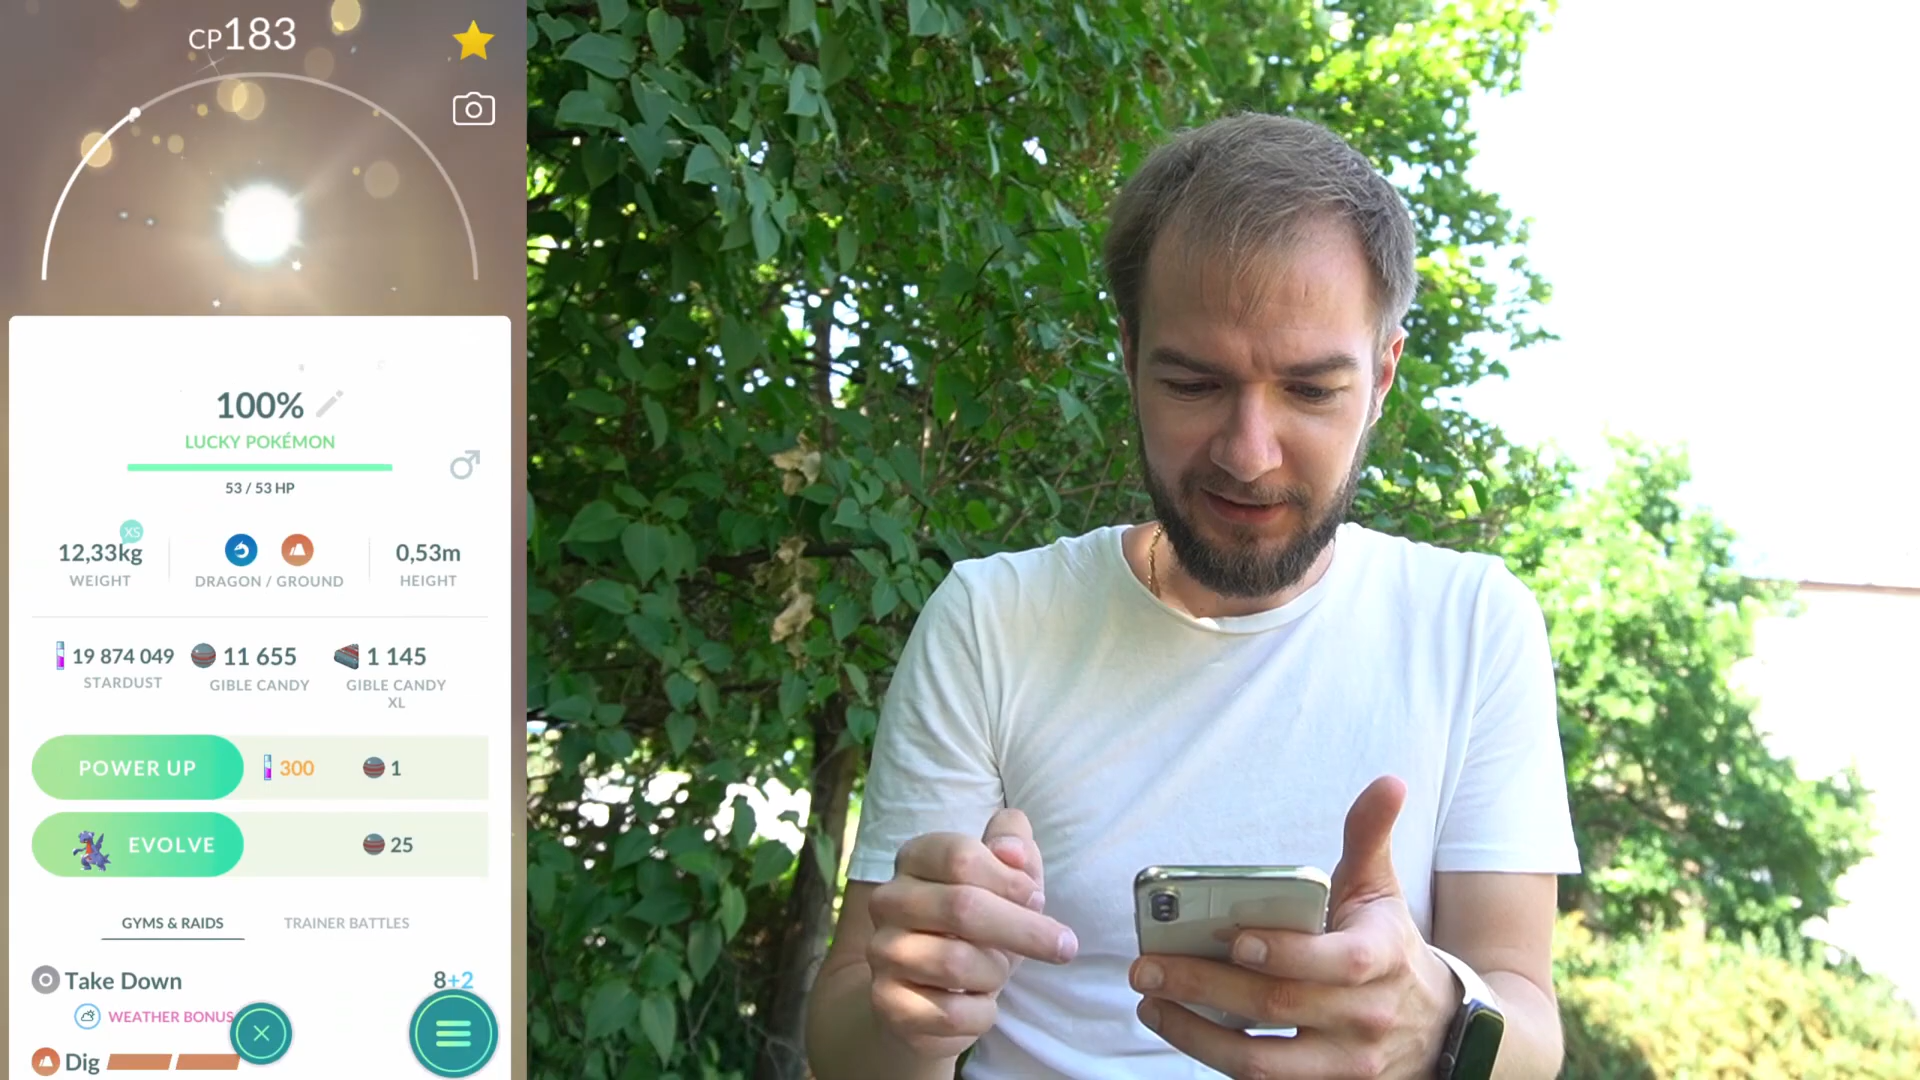 CP183
100%
LUCKY POKÉMON
53 / 53 HP
XS
12,33kg
WEIGHT
DRAGON / GROUND
0,53m
HEIGHT
19 874 049
STARDUST
11 655
GIBLE CANDY
1 145
GIBLE CANDY
XL
POWER UP
300
1
EVOLVE
25
GYMS & RAIDS
TRAINER BATTLES
Take Down
8+2
WEATHER BONUS
Dig